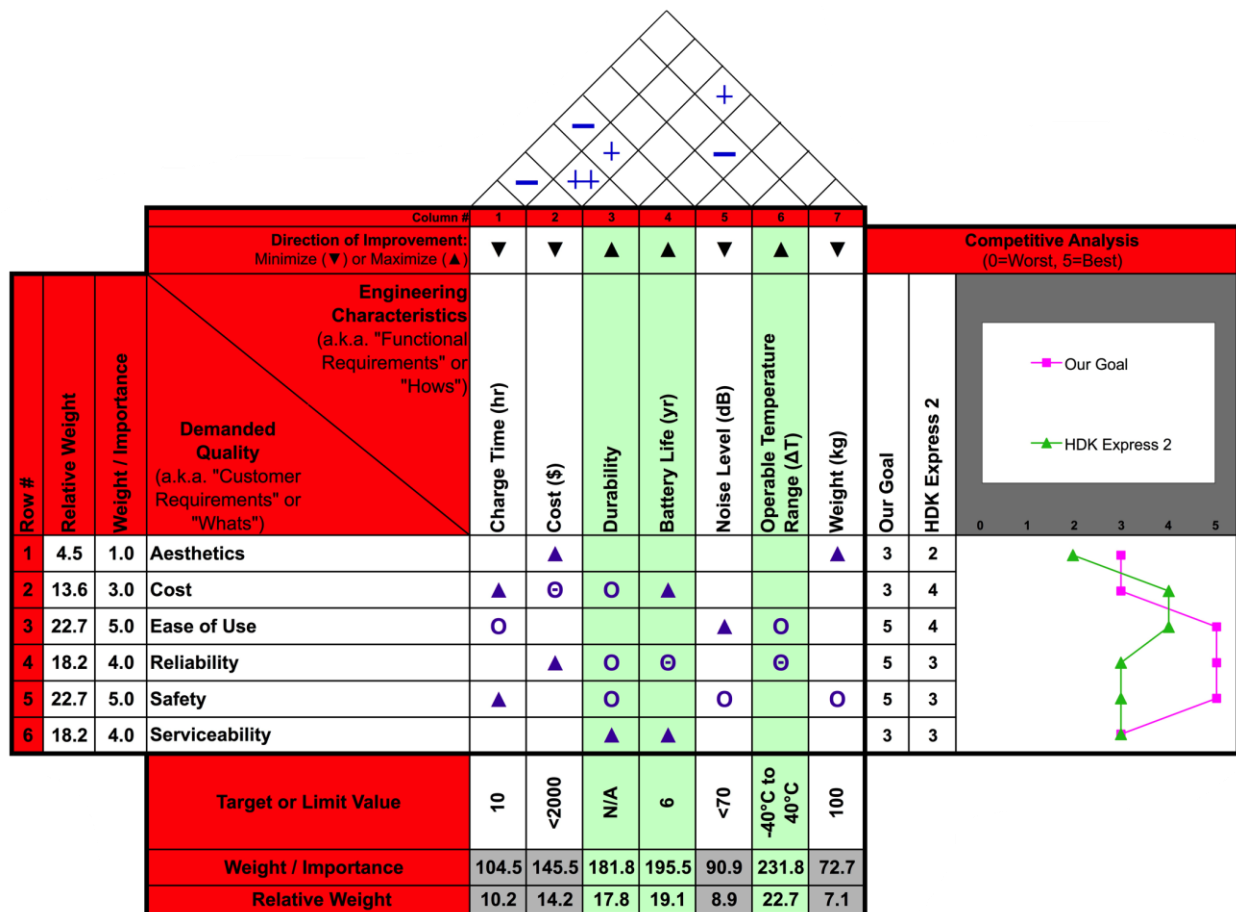 +
— + —
— ++
Column # 1 2 3 4 5 6 7
Direction of Improvement: ▼ ▼ ▲ ▲ ▼ ▲ ▼
Minimize (▼) or Maximize (▲)
Competitive Analysis
(0=Worst, 5=Best)
Engineering
Characteristics
(a.k.a. "Functional
Requirements" or
"Hows")
Demanded
Quality
(a.k.a. "Customer
Requirements" or
"Whats")
Row #
Relative Weight
Weight / Importance
Charge Time (hr)
Cost ($)
Durability
Battery Life (yr)
Noise Level (dB)
Operable Temperature
Range (ΔT)
Weight (kg)
Our Goal
HDK Express 2
Our Goal
HDK Express 2
0 1 2 3 4 5
1 4.5 1.0 Aesthetics ▲ ▲ 3 2
2 13.6 3.0 Cost ▲ Θ O ▲ 3 4
3 22.7 5.0 Ease of Use O ▲ O 5 4
4 18.2 4.0 Reliability ▲ O Θ Θ 5 3
5 22.7 5.0 Safety ▲ O O O 5 3
6 18.2 4.0 Serviceability ▲ ▲ 3 3
Target or Limit Value
10
<2000
N/A
6
<70
-40°C to
40°C
100
Weight / Importance 104.5 145.5 181.8 195.5 90.9 231.8 72.7
Relative Weight 10.2 14.2 17.8 19.1 8.9 22.7 7.1